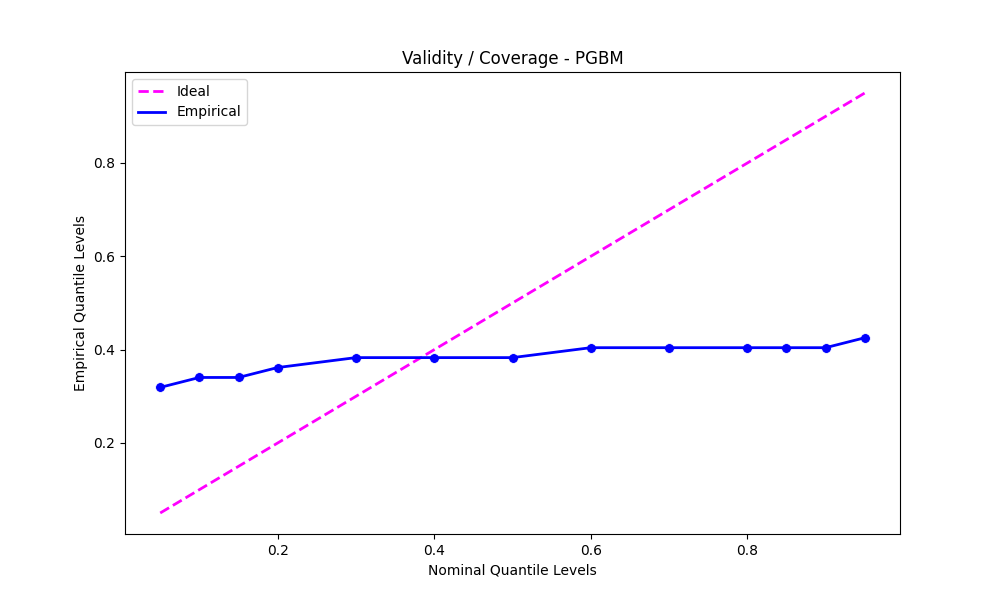 Validity / Coverage - PGBM
Ideal
Empirical
0.8
0.6
0.4
0.2
Empirical Quantile Levels
0.2 0.4 0.6 0.8
Nominal Quantile Levels